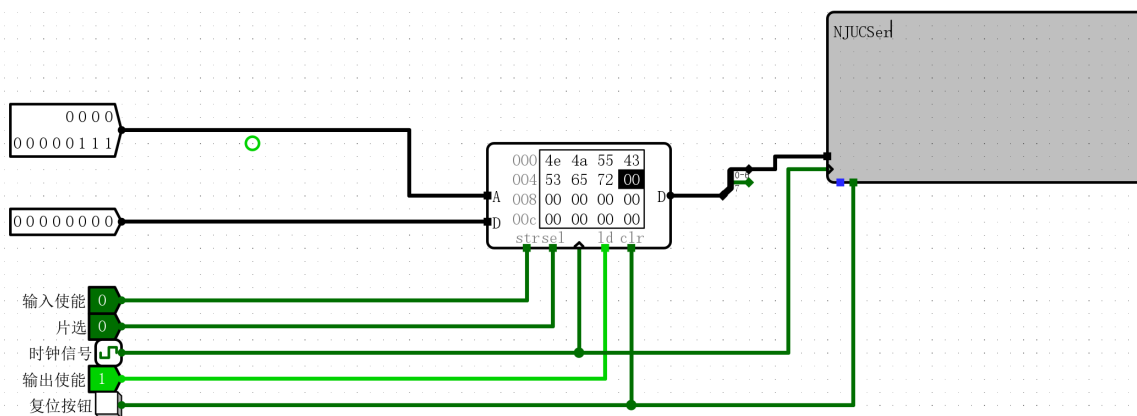 NJUCSer
0000
00000111
000 4e 4a 55 43
004 53 65 72 00
008 00 00 00 00
00c 00 00 00 00
A
D
D
str sel ld clr
00000000
输入使能 0
片选 0
时钟信号
输出使能 1
复位按钮